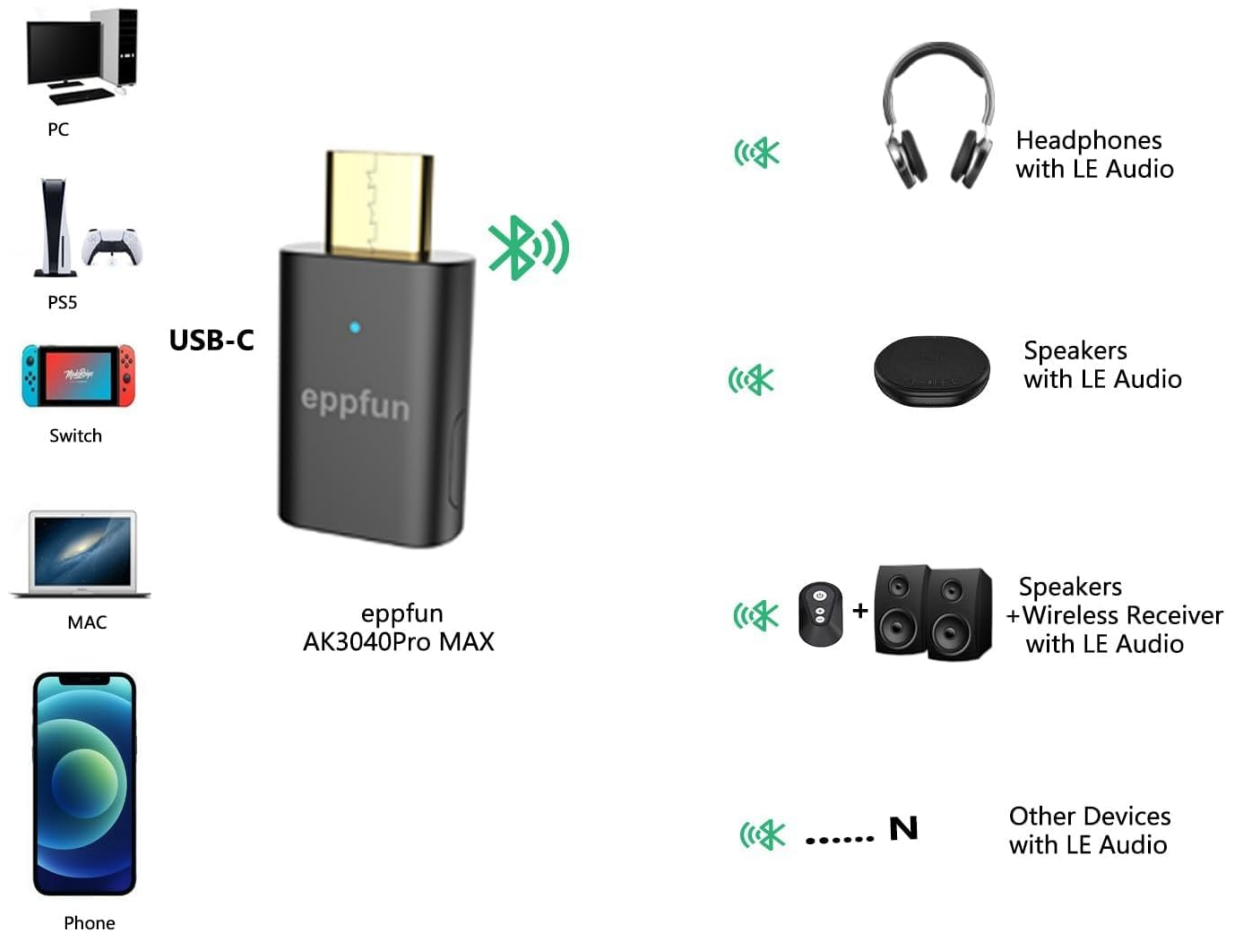 PC
PS5
Switch
MAC
Phone
USB-C
eppfun
eppfun
AK3040Pro MAX
Headphones
with LE Audio
Speakers
with LE Audio
+
Speakers
+Wireless Receiver
with LE Audio
...... N
Other Devices
with LE Audio